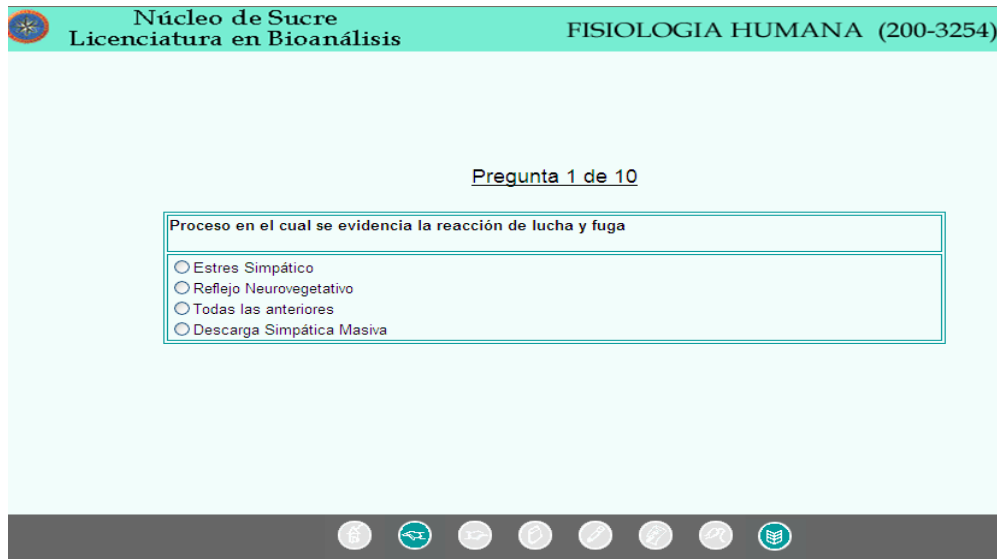 Núcleo de Sucre
Licenciatura en Bioanálisis
FISIOLOGIA HUMANA (200-3254)
Pregunta 1 de 10
Proceso en el cual se evidencia la reacción de lucha y fuga
Estres Simpático
Reflejo Neurovegetativo
Todas las anteriores
Descarga Simpática Masiva